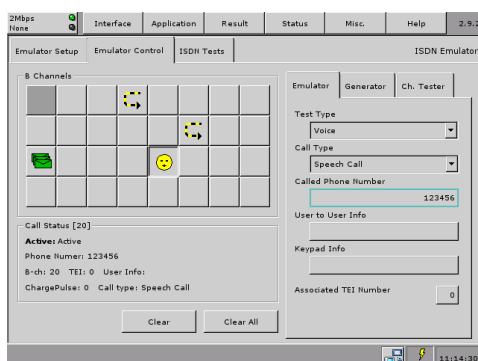 2Mbps
None
Interface Application Result Status Misc. Help 2.9.2
Emulator Setup Emulator Control ISDN Tests ISDN Emulator
B Channels
Emulator Generator Ch. Tester
Test Type
Voice
Call Type
Speech Call
Called Phone Number
123456
User to User Info
Keypad Info
Associated TEI Number
0
Call Status [20]
Active: Active
Phone Numer: 123456
B-ch: 20 TEI: 0 User Info:
ChargePulse: 0 Call type: Speech Call
Clear Clear All
11:14:30